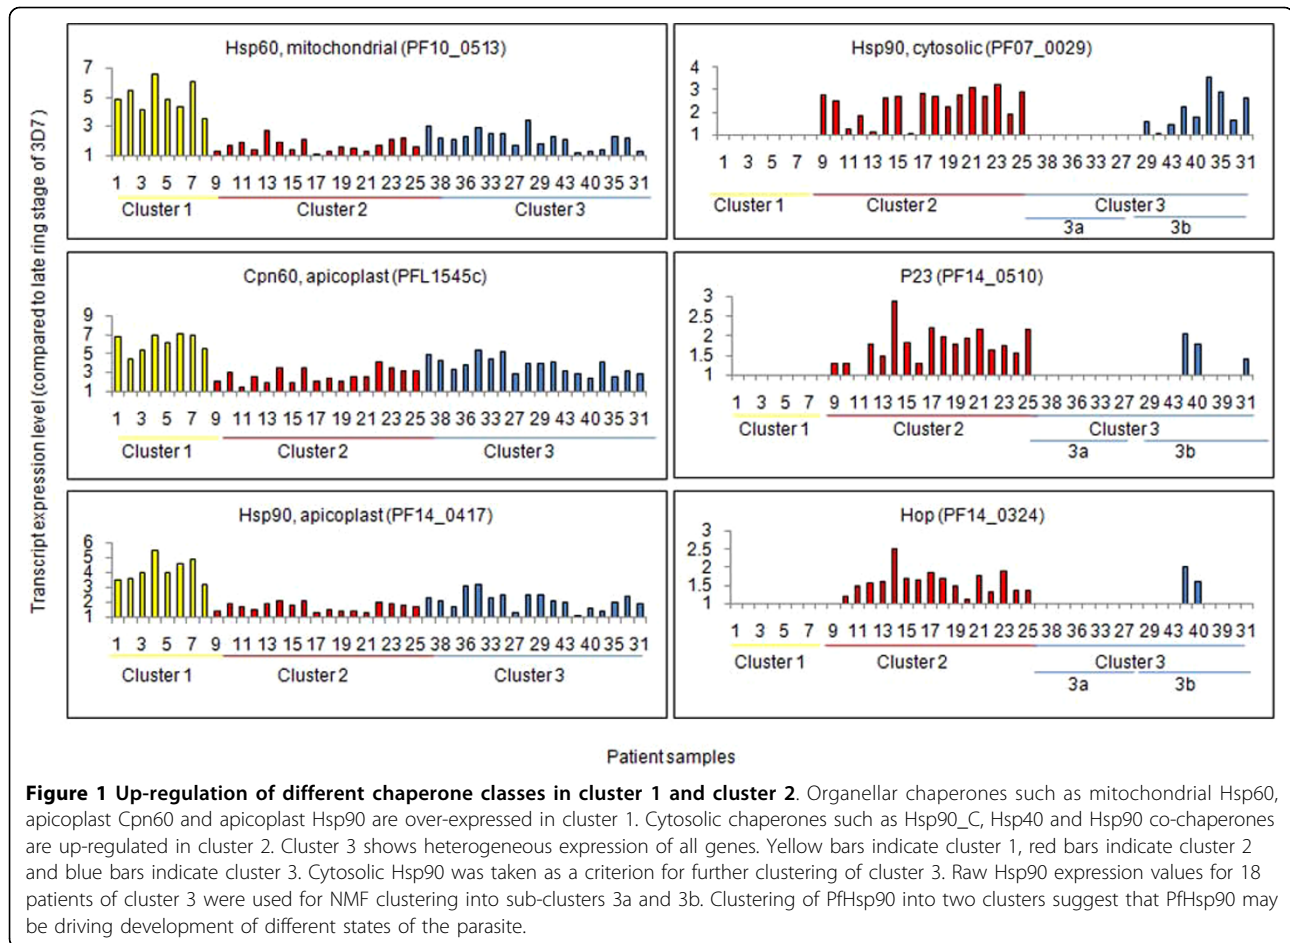 Transcript expression level (compared to late ring stage of 3D7 )
Hsp60, mitochondrial (PF10_0513)
7
5
3
1
1 3 5 7 9 11 13 15 17 19 21 23 25 38 36 33 27 29 43 40 35 31
Cluster 1 Cluster 2 Cluster 3
Hsp90, cytosolic (PF07_0029)
4
3
2
1
1 3 5 7 9 11 13 15 17 19 21 23 25 38 36 33 27 29 43 40 35 31
Cluster 1 Cluster 2 Cluster 3
3a 3b
Cpn60, apicoplast (PFL1545c)
9
7
5
3
1
1 3 5 7 9 11 13 15 17 19 21 23 25 38 36 33 27 29 43 40 35 31
Cluster 1 Cluster 2 Cluster 3
P23 (PF14_0510)
3
2.5
2
1.5
1
1 3 5 7 9 11 13 15 17 19 21 23 25 38 36 33 27 29 43 40 39 31
Cluster 1 Cluster 2 Cluster 3
3a 3b
Hsp90, apicoplast (PF14_0417)
6
5
4
3
2
1
1 3 5 7 9 11 13 15 17 19 21 23 25 38 36 33 27 29 43 40 35 31
Cluster 1 Cluster 2 Cluster 3
Hop (PF14_0324)
3
2.5
2
1.5
1
1 3 5 7 9 11 13 15 17 19 21 23 25 38 36 33 27 29 43 40 39 31
Cluster 1 Cluster 2 Cluster 3
3a 3b
Patient samples
Figure 1 Up-regulation of different chaperone classes in cluster 1 and cluster 2. Organellar chaperones such as mitochondrial Hsp60,
apicoplast Cpn60 and apicoplast Hsp90 are over-expressed in cluster 1. Cytosolic chaperones such as Hsp90_C, Hsp40 and Hsp90 co-chaperones
are up-regulated in cluster 2. Cluster 3 shows heterogeneous expression of all genes. Yellow bars indicate cluster 1, red bars indicate cluster 2
and blue bars indicate cluster 3. Cytosolic Hsp90 was taken as a criterion for further clustering of cluster 3. Raw Hsp90 expression values for 18
patients of cluster 3 were used for NMF clustering into sub-clusters 3a and 3b. Clustering of PfHsp90 into two clusters suggest that PfHsp90 may
be driving development of different states of the parasite.